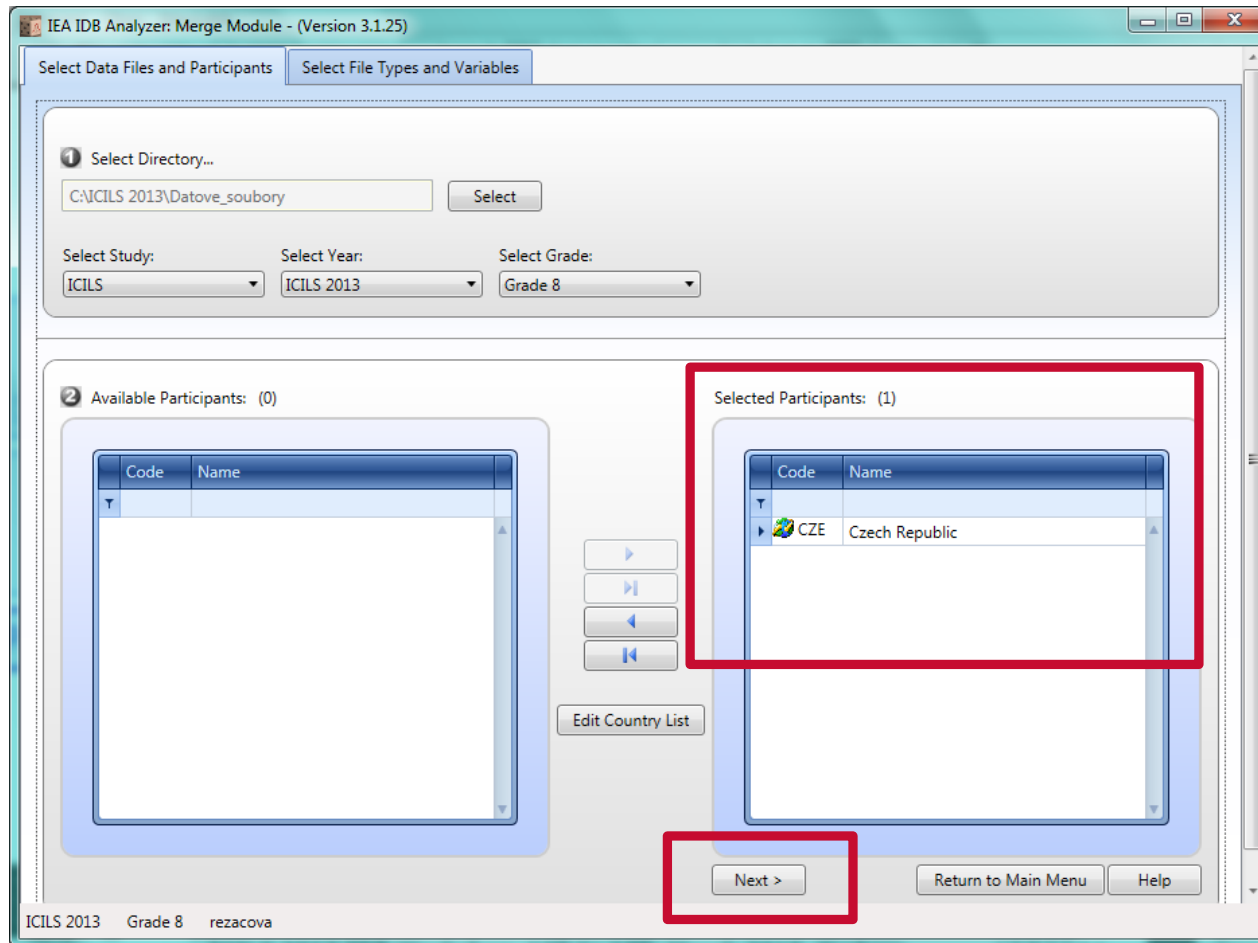 IEA IDB Analyzer: Merge Module - (Version 3.1.25)
Select Data Files and Participants Select File Types and Variables
1 Select Directory...
C:\ICILS 2013\Datove_soubory Select
Select Study: Select Year: Select Grade:
ICILS ICILS 2013 Grade 8
2 Available Participants: (0) Selected Participants: (1)
Code Name Code Name
CZE Czech Republic
Edit Country List
Next > Return to Main Menu Help
ICILS 2013 Grade 8 rezacova